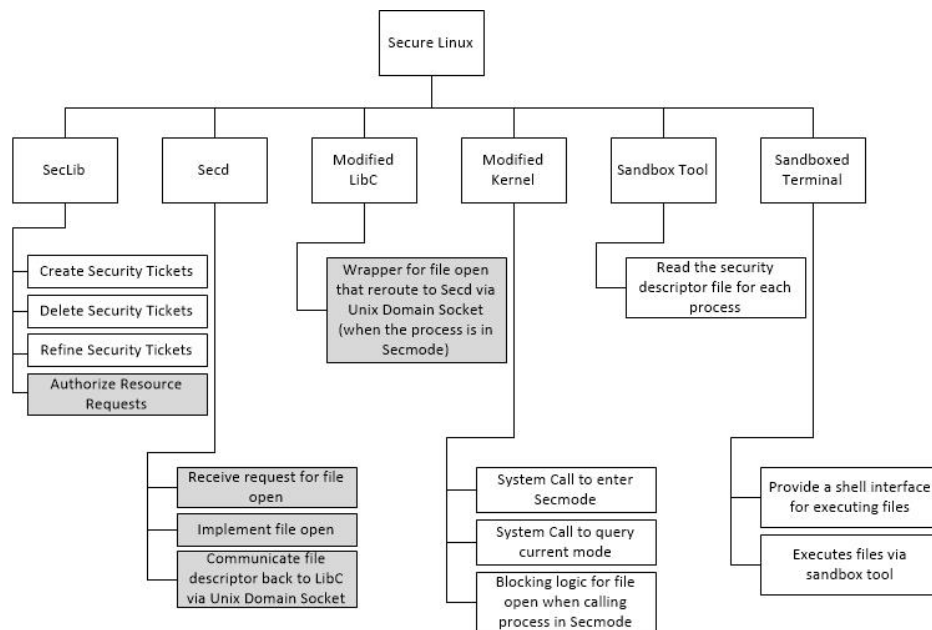 Secure Linux
SecLib
Secd
Modified
LibC
Modified
Kernel
Sandbox Tool
Sandboxed
Terminal
Create Security Tickets
Delete Security Tickets
Refine Security Tickets
Authorize Resource
Requests
Wrapper for file open
that reroute to Secd via
Unix Domain Socket
(when the process is in
Secmode)
Read the security
descriptor file for each
process
Receive request for file
open
Implement file open
Communicate file
descriptor back to LibC
via Unix Domain Socket
System Call to enter
Secmode
System Call to query
current mode
Blocking logic for file
open when calling
process in Secmode
Provide a shell interface
for executing files
Executes files via
sandbox tool